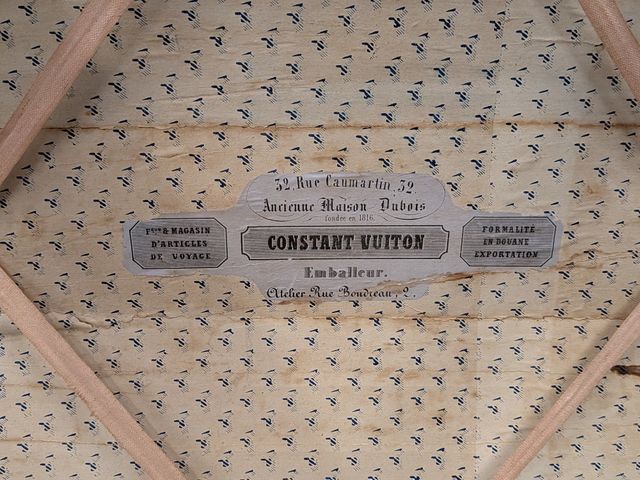 32, Rue Caumartin, 32
Ancienne Maison Dubois
fondée en 1816.
CONSTANT VUITON
Emballeur.
Atelier Rue Boudreau, 2.
Fque & MAGASIN
D'ARTICLES
DE VOYAGE
FORMALITÉ
EN DOUANE
EXPORTATION